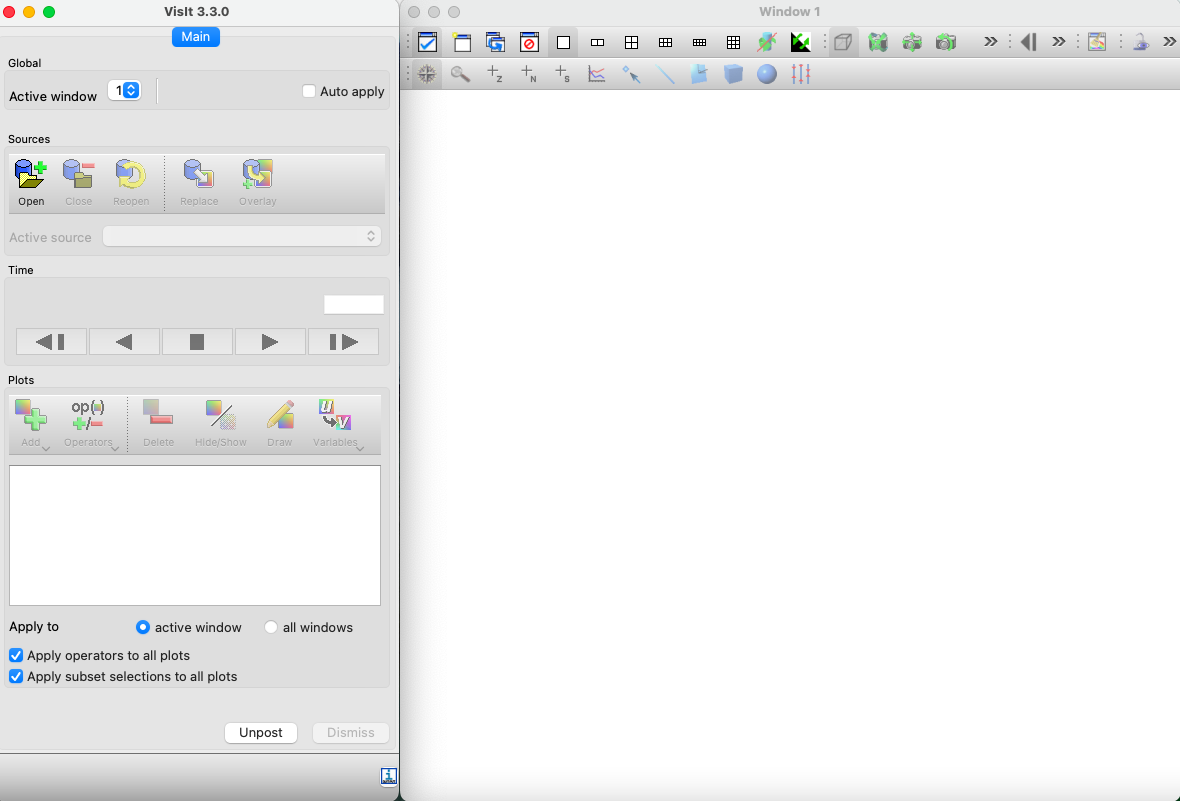 VisIt 3.3.0
Window 1
Main
Global
Active window 1
Auto apply
Sources
Open Close Reopen Replace Overlay
Active source
Time
Plots
op(·)
+/-
U
V
Add Operators Delete Hide/Show Draw Variables
Apply to active window all windows
Apply operators to all plots
Apply subset selections to all plots
Unpost Dismiss